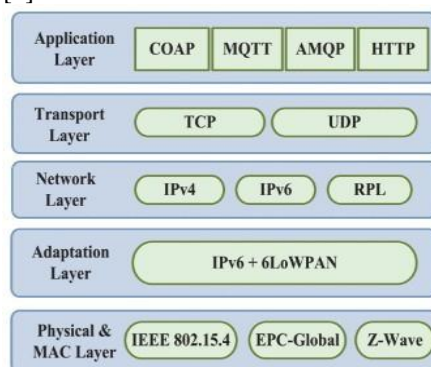 Application Layer
COAP MQTT AMQP HTTP
Transport Layer
TCP UDP
Network Layer
IPv4 IPv6 RPL
Adaptation Layer
IPv6 + 6LoWPAN
Physical & MAC Layer
IEEE 802.15.4 EPC-Global Z-Wave